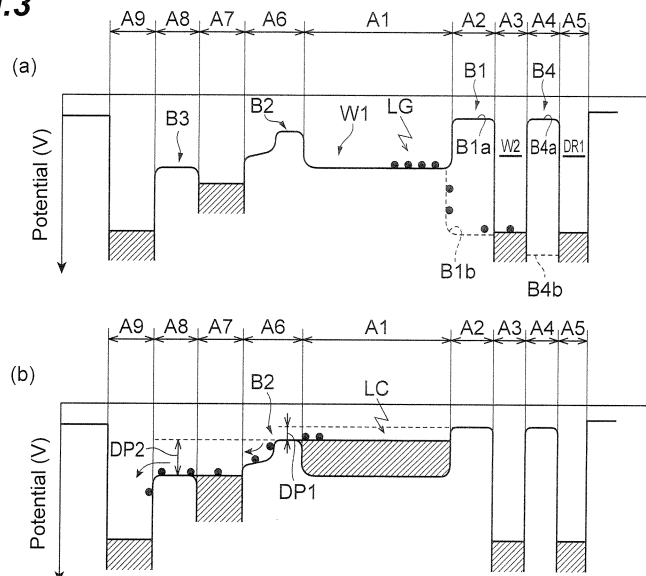 .3
A9 A8 A7 A6 A1 A2 A3 A4 A5
(a)
B1 B4
B3 B2 W1 LG
B1a W2 B4a DR1
Potential (V)
B1b B4b
A9 A8 A7 A6 A1 A2 A3 A4 A5
(b)
B2 LC
DP2
DP1
Potential (V)